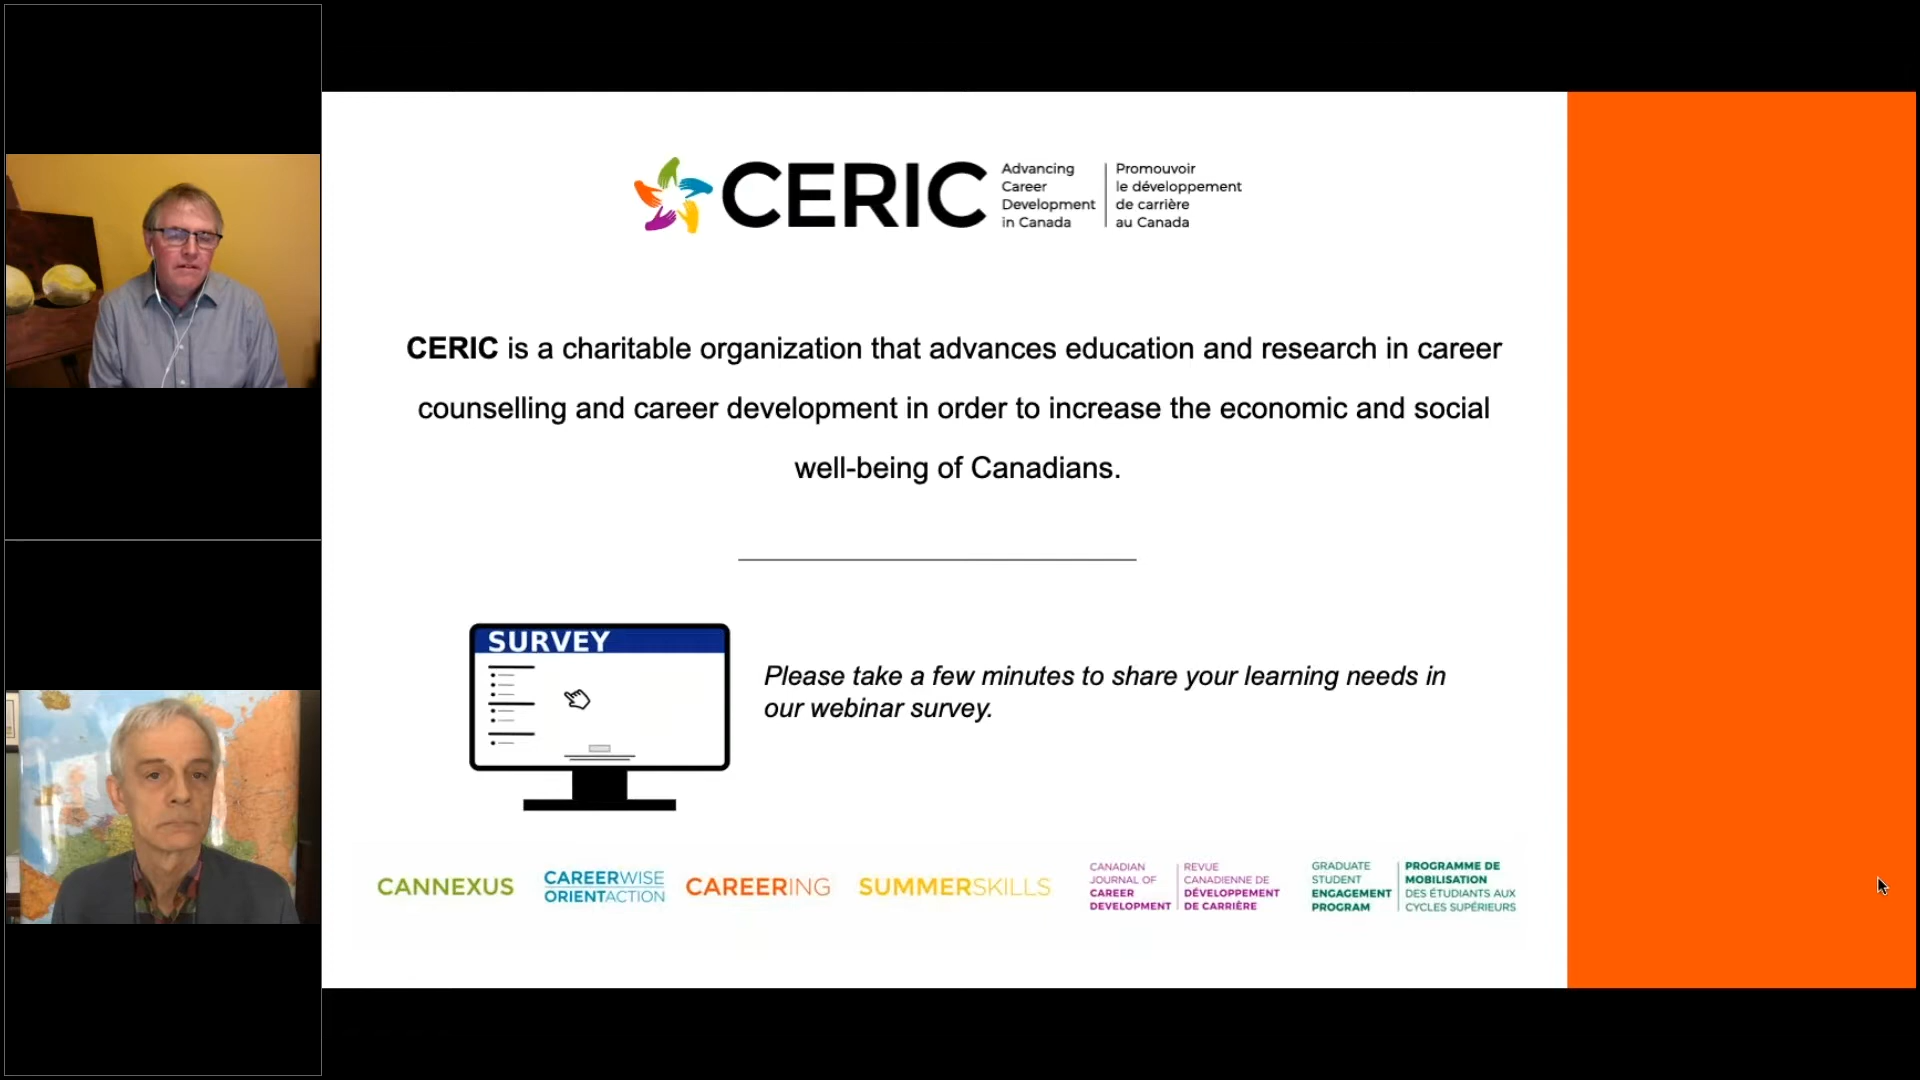 CERIC
Advancing
Career
Development
in Canada
Promouvoir
le développement
de carrière
au Canada
CERIC is a charitable organization that advances education and research in career
counselling and career development in order to increase the economic and social
well-being of Canadians.
SURVEY
Please take a few minutes to share your learning needs in
our webinar survey.
CANNEXUS
CAREERWISE
ORIENTACTION
CAREERING
SUMMERSKILLS
CANADIAN
JOURNAL OF
CAREER
DEVELOPMENT
REVUE
CANADIENNE DE
DÉVELOPPEMENT
DE CARRIÈRE
GRADUATE
STUDENT
ENGAGEMENT
PROGRAM
PROGRAMME DE
MOBILISATION
DES ÉTUDIANTS AUX
CYCLES SUPÉRIEURS